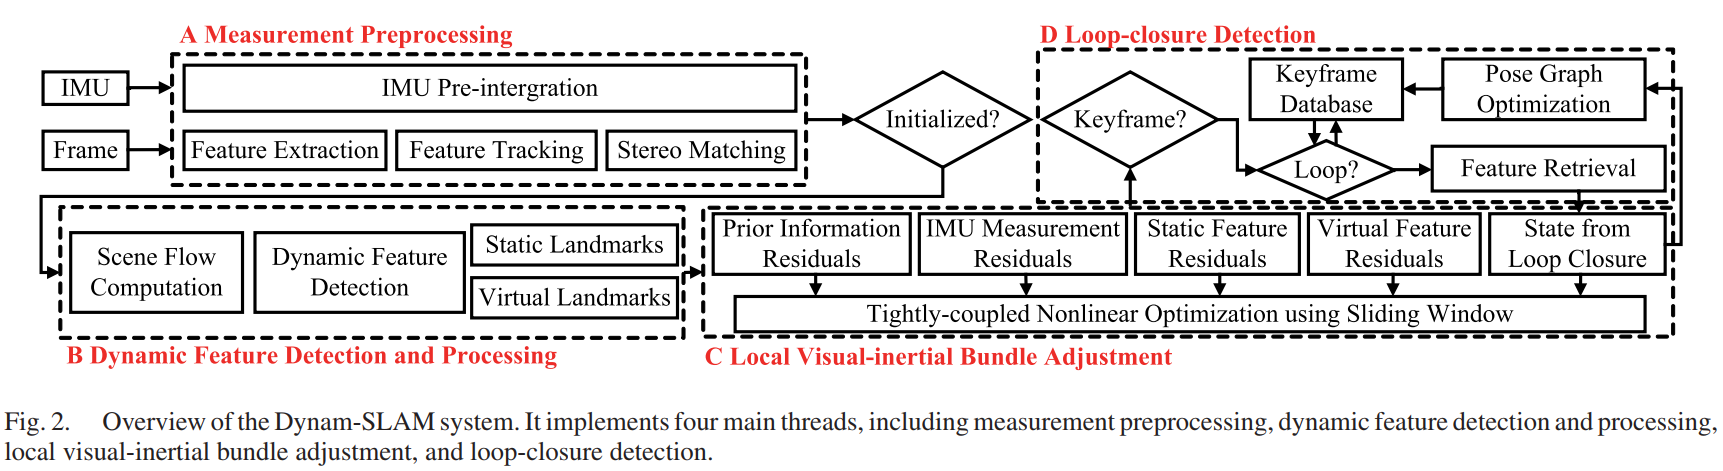 A Measurement Preprocessing
IMU
IMU Pre-intergration
Frame
Feature Extraction
Feature Tracking
Stereo Matching
Initialized?
D Loop-closure Detection
Keyframe?
Keyframe
Database
Pose Graph
Optimization
Loop?
Feature Retrieval
Scene Flow
Computation
Dynamic Feature
Detection
Static Landmarks
Virtual Landmarks
B Dynamic Feature Detection and Processing
Prior Information
Residuals
IMU Measurement
Residuals
Static Feature
Residuals
Virtual Feature
Residuals
State from
Loop Closure
Tightly-coupled Nonlinear Optimization using Sliding Window
C Local Visual-inertial Bundle Adjustment
Fig. 2. Overview of the Dynam-SLAM system. It implements four main threads, including measurement preprocessing, dynamic feature detection and processing,
local visual-inertial bundle adjustment, and loop-closure detection.